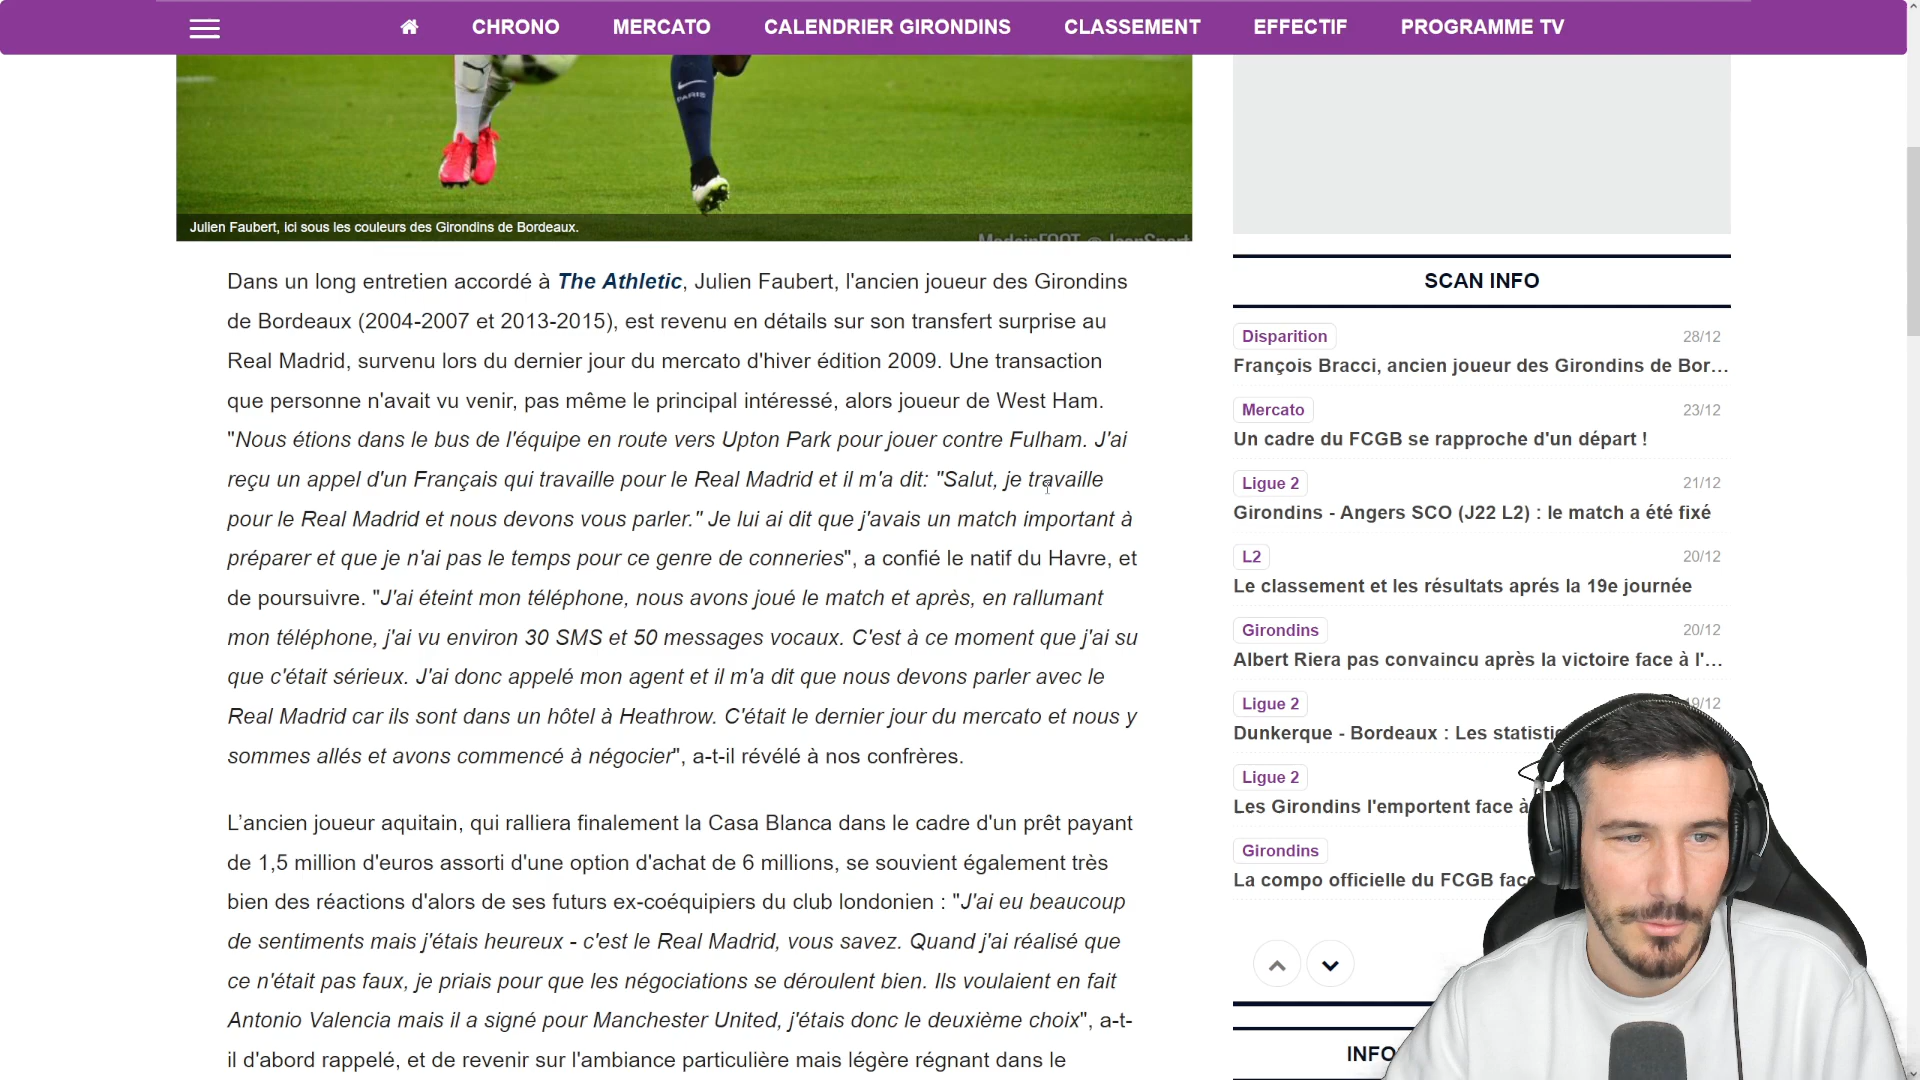 CHRONO MERCATO CALENDRIER GIRONDINS CLASSEMENT EFFECTIF PROGRAMME TV
PARIS
Julien Faubert, ici sous les couleurs des Girondins de Bordeaux.
Dans un long entretien accordé à The Athletic, Julien Faubert, l'ancien joueur des Girondins
de Bordeaux (2004-2007 et 2013-2015), est revenu en détails sur son transfert surprise au
Real Madrid, survenu lors du dernier jour du mercato d'hiver édition 2009. Une transaction
que personne n'avait vu venir, pas même le principal intéressé, alors joueur de West Ham.
"Nous étions dans le bus de l'équipe en route vers Upton Park pour jouer contre Fulham. J'ai
reçu un appel d'un Français qui travaille pour le Real Madrid et il m'a dit: "Salut, je travaille
pour le Real Madrid et nous devons vous parler." Je lui ai dit que j'avais un match important à
préparer et que je n'ai pas le temps pour ce genre de conneries", a confié le natif du Havre, et
de poursuivre. "J'ai éteint mon téléphone, nous avons joué le match et après, en rallumant
mon téléphone, j'ai vu environ 30 SMS et 50 messages vocaux. C'est à ce moment que j'ai su
que c'était sérieux. J'ai donc appelé mon agent et il m'a dit que nous devons parler avec le
Real Madrid car ils sont dans un hôtel à Heathrow. C'était le dernier jour du mercato et nous y
sommes allés et avons commencé à négocier", a-t-il révélé à nos confrères.
L'ancien joueur aquitain, qui ralliera finalement la Casa Blanca dans le cadre d'un prêt payant
de 1,5 million d'euros assorti d'une option d'achat de 6 millions, se souvient également très
bien des réactions d'alors de ses futurs ex-coéquipiers du club londonien : "J'ai eu beaucoup
de sentiments mais j'étais heureux - c'est le Real Madrid, vous savez. Quand j'ai réalisé que
ce n'était pas faux, je priais pour que les négociations se déroulent bien. Ils voulaient en fait
Antonio Valencia mais il a signé pour Manchester United, j'étais donc le deuxième choix", a-t-
il d'abord rappelé, et de revenir sur l'ambiance particulière mais légère régnant dans le
SCAN INFO
Disparition 28/12
François Bracci, ancien joueur des Girondins de Bor...
Mercato 23/12
Un cadre du FCGB se rapproche d'un départ !
Ligue 2 21/12
Girondins - Angers SCO (J22 L2) : le match a été fixé
L2 20/12
Le classement et les résultats aprés la 19e journée
Girondins 20/12
Albert Riera pas convaincu après la victoire face à l'...
Ligue 2 19/12
Dunkerque - Bordeaux : Les
Ligue 2
Les Girondins l'emportent face à
Girondins
La compo officielle du FCGB
INFO